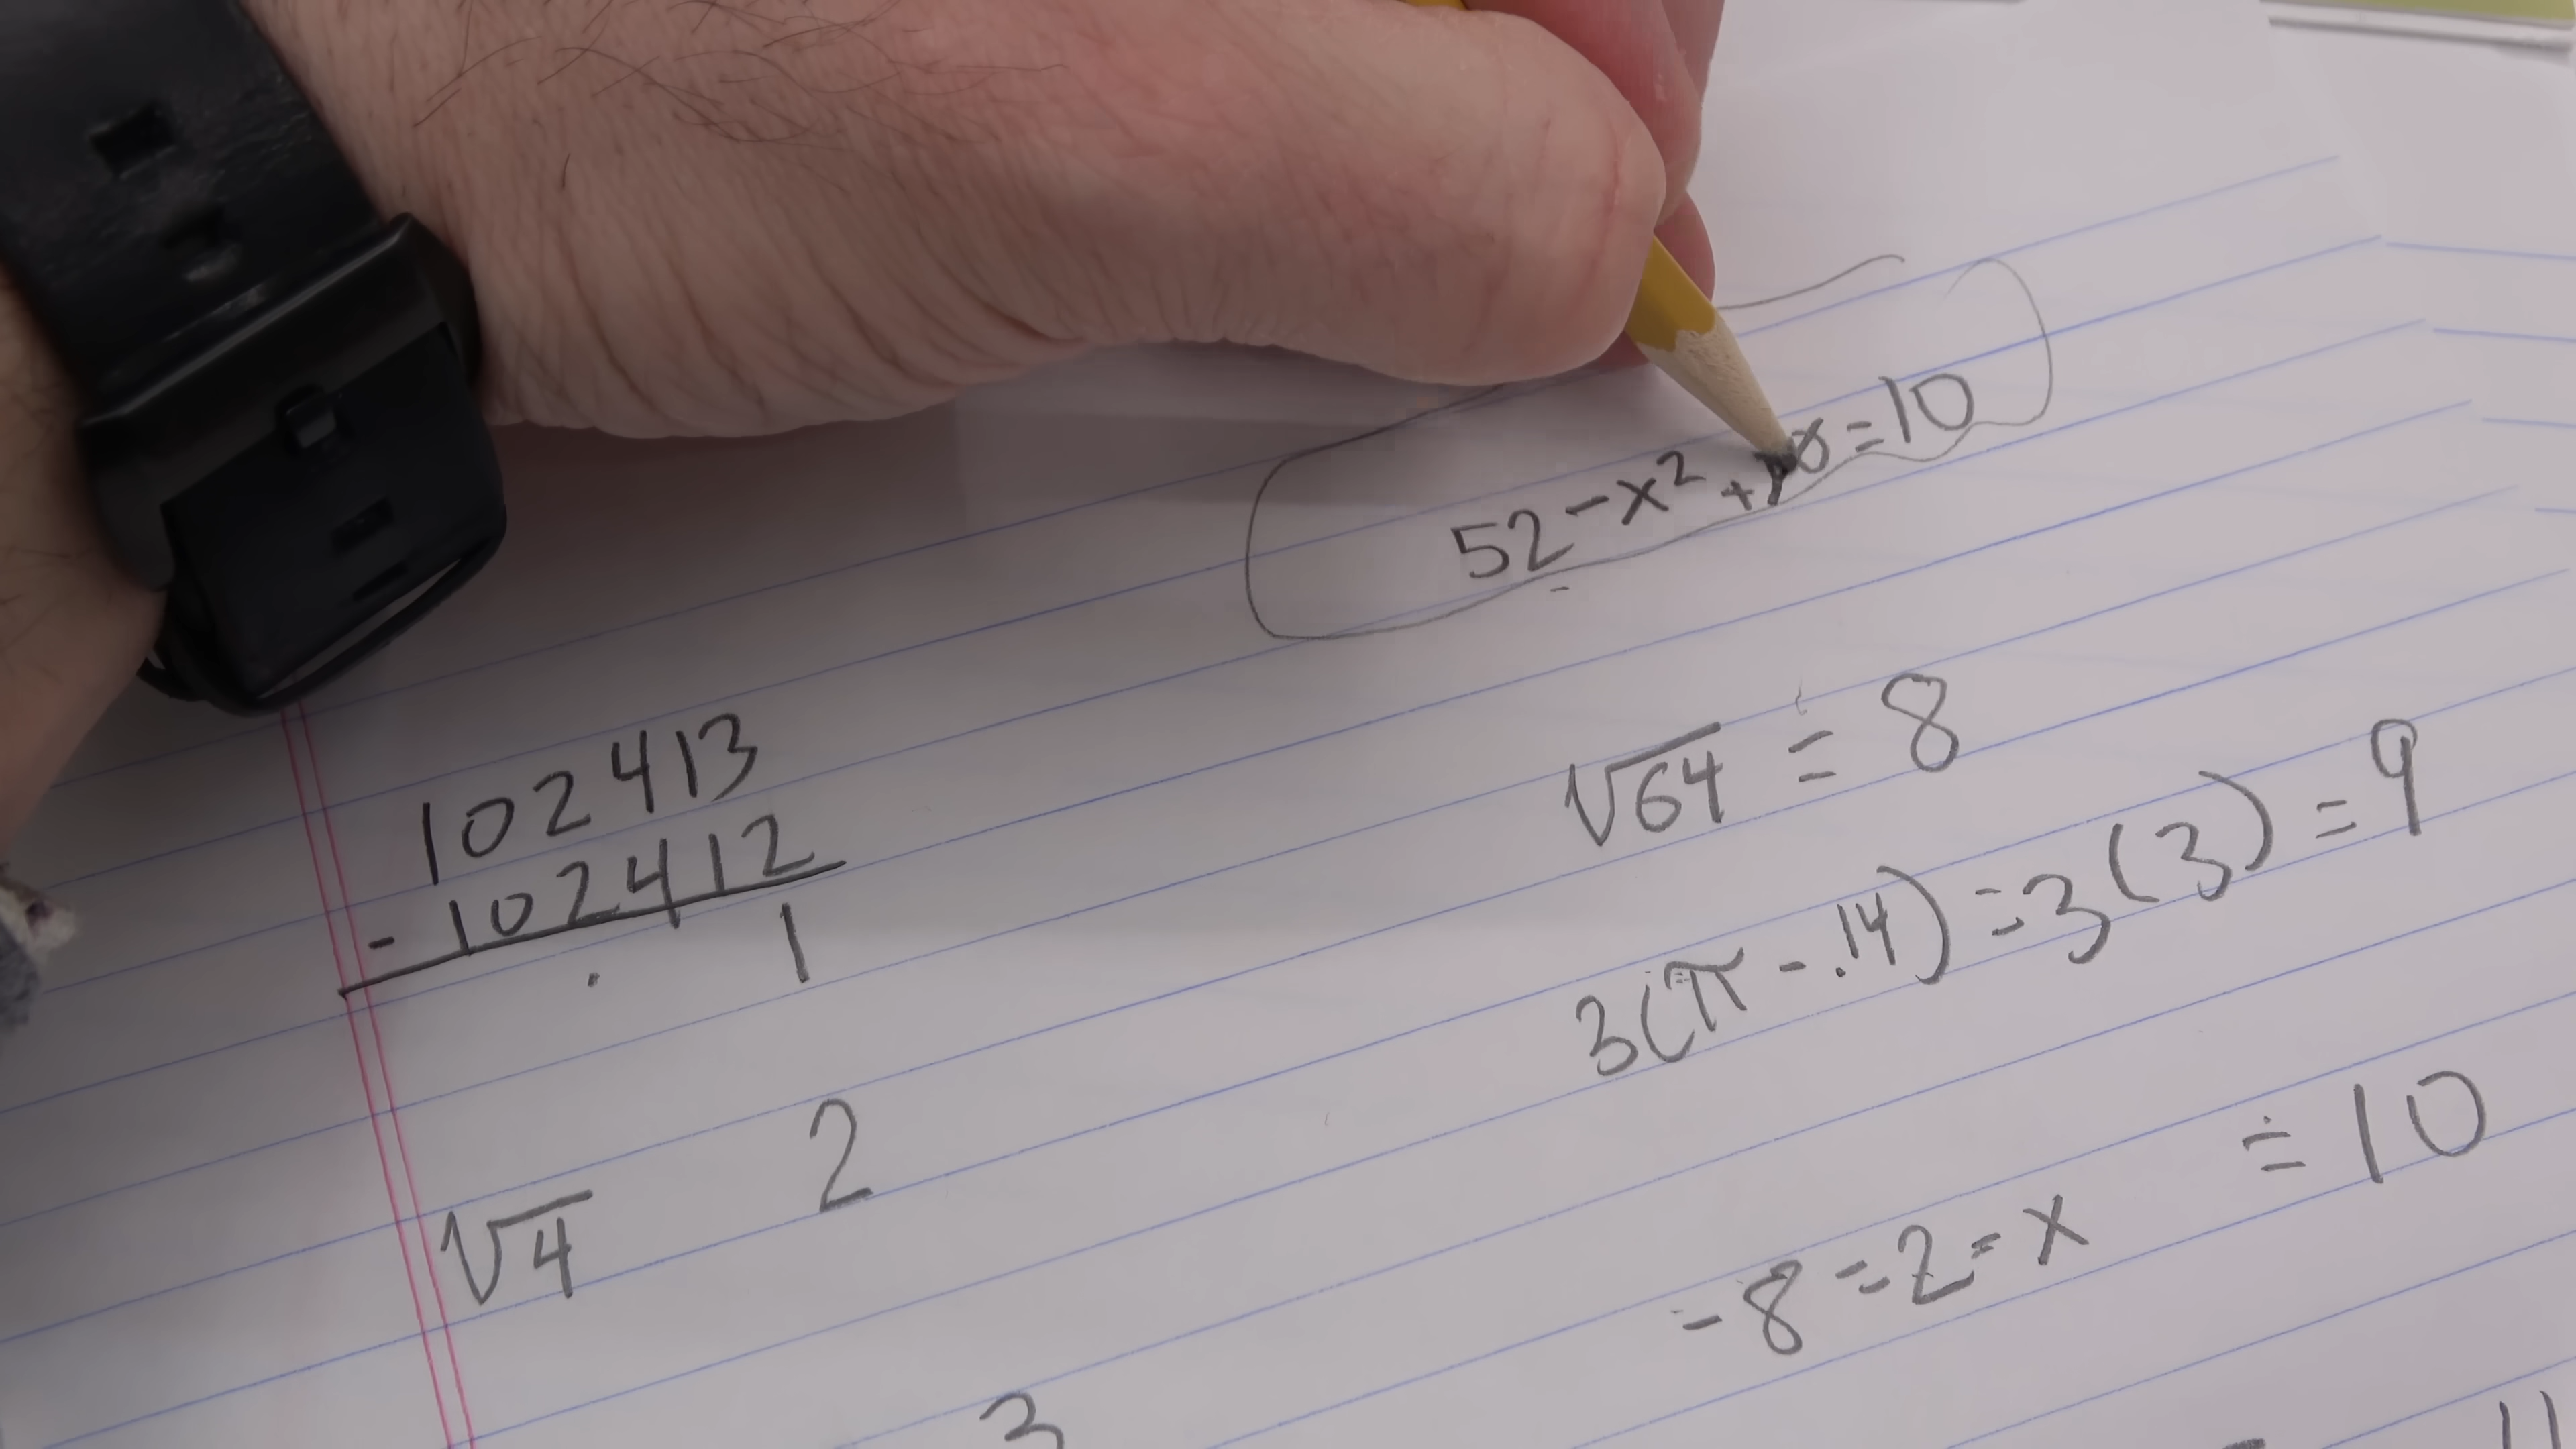 52 - x² + x = 10
102413
- 102412
1
√64 = 8
3(π - .14) = 3(3) = 9
√4 2
= 10
- 8 = 2 = x
3
11